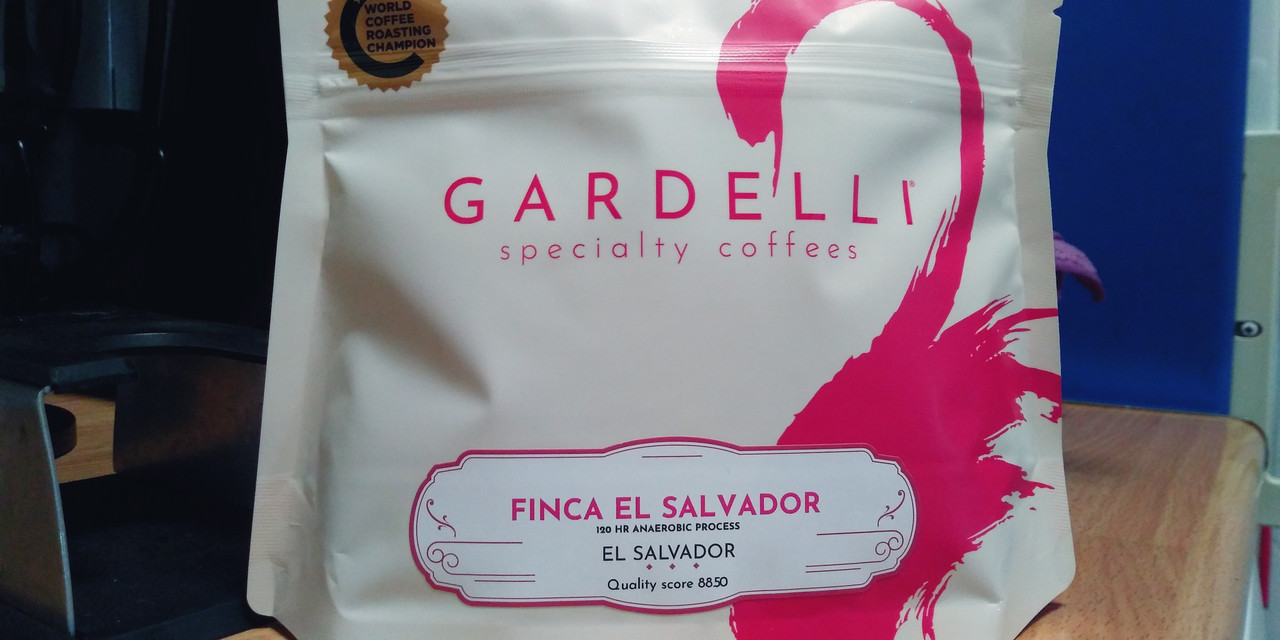 WORLD
COFFEE
ROASTING
CHAMPION
GARDELLI®
specialty coffees
FINCA EL SALVADOR
120 HR ANAEROBIC PROCESS
EL SALVADOR
Quality score 88.50